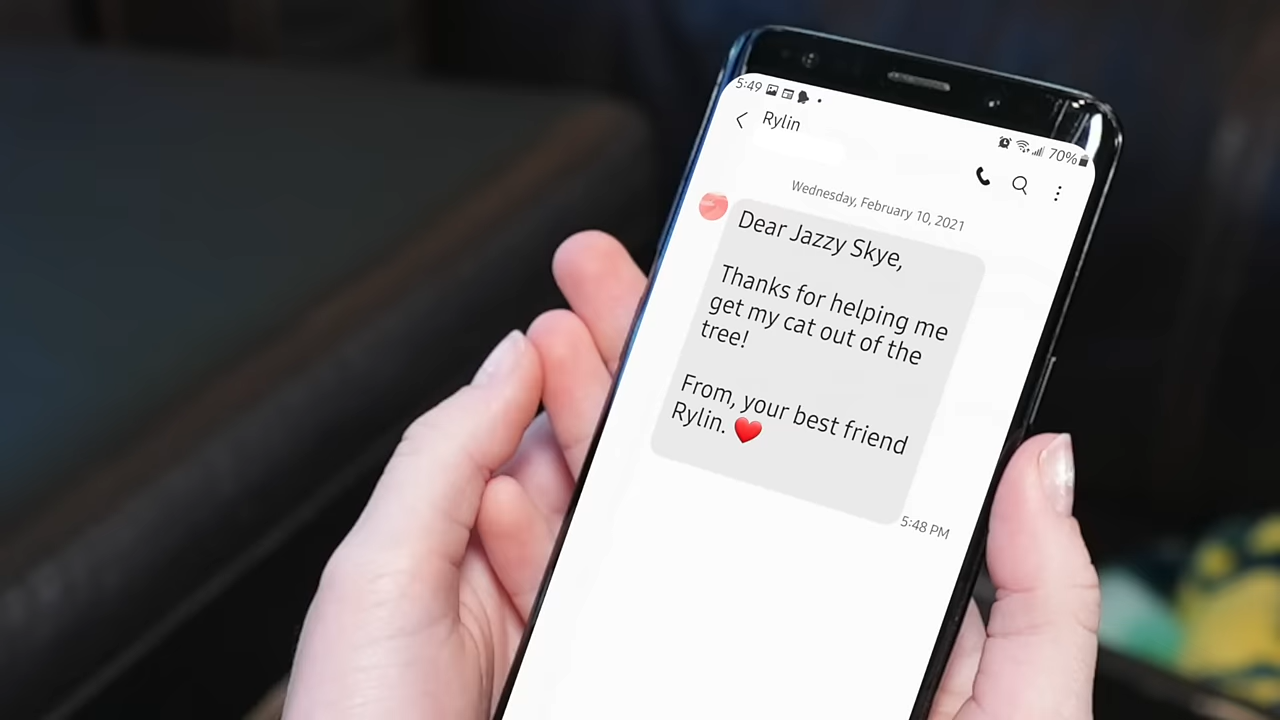 5:49
70%
Rylin
Wednesday, February 10, 2021
Dear Jazzy Skye,
Thanks for helping me
get my cat out of the
tree!
From, your best friend
Rylin. ❤️
5:48 PM